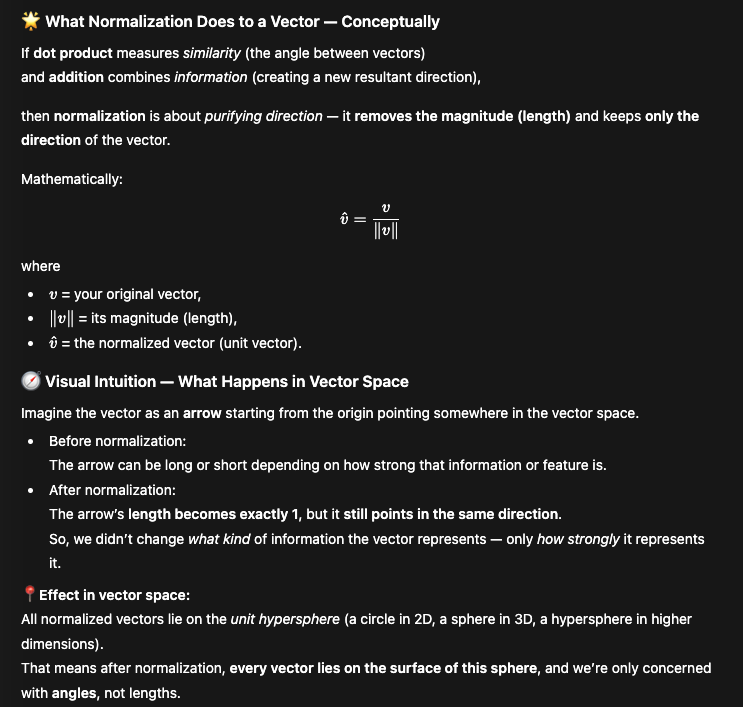 🌟 What Normalization Does to a Vector — Conceptually
If dot product measures similarity (the angle between vectors)
and addition combines information (creating a new resultant direction),
then normalization is about purifying direction — it removes the magnitude (length) and keeps only the
direction of the vector.
Mathematically:
v̂ = v / ‖v‖
where
• v = your original vector,
• ‖v‖ = its magnitude (length),
• v̂ = the normalized vector (unit vector).
🧭 Visual Intuition — What Happens in Vector Space
Imagine the vector as an arrow starting from the origin pointing somewhere in the vector space.
• Before normalization:
The arrow can be long or short depending on how strong that information or feature is.
• After normalization:
The arrow’s length becomes exactly 1, but it still points in the same direction.
So, we didn’t change what kind of information the vector represents — only how strongly it represents
it.
📍Effect in vector space:
All normalized vectors lie on the unit hypersphere (a circle in 2D, a sphere in 3D, a hypersphere in higher
dimensions).
That means after normalization, every vector lies on the surface of this sphere, and we’re only concerned
with angles, not lengths.